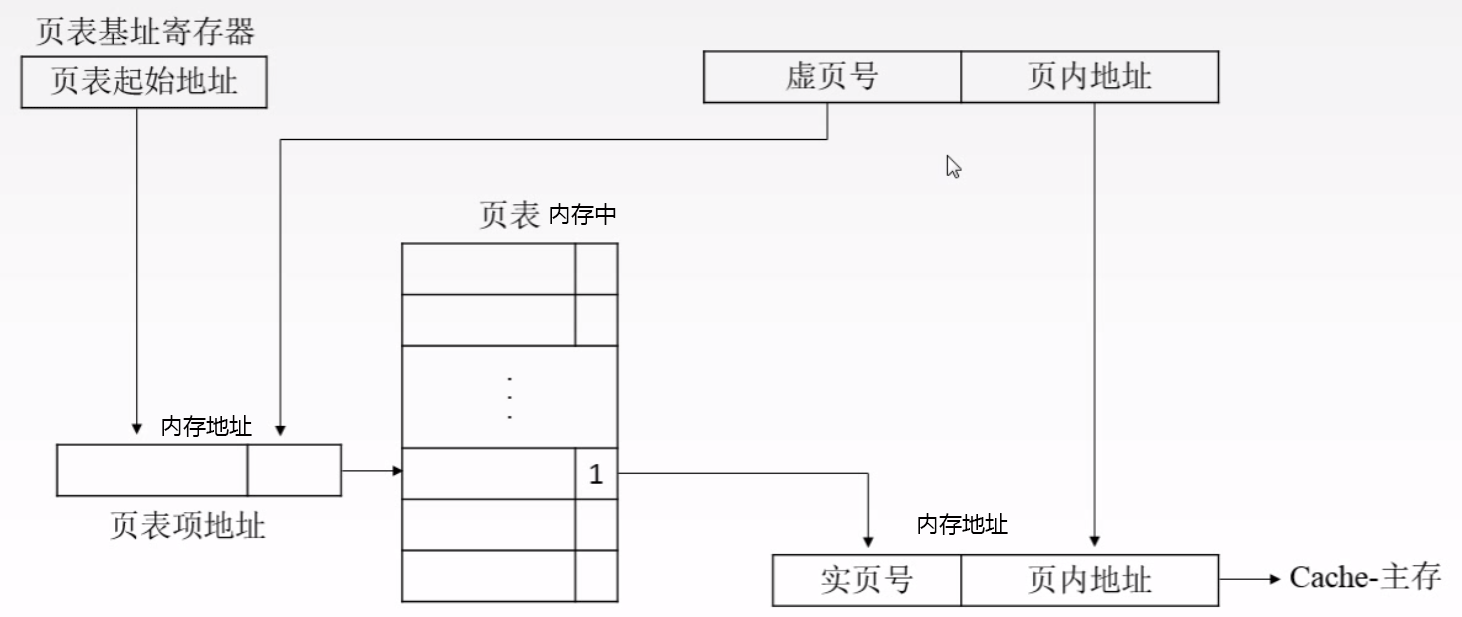 页表基址寄存器
页表起始地址
虚页号
页内地址
页表 内存中
内存地址
1
页表项地址
内存地址
实页号
页内地址
Cache-主存